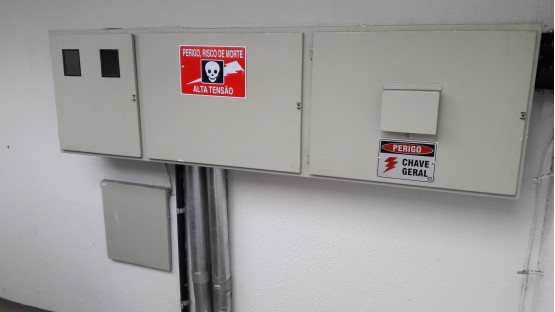 PERIGO, RISCO DE MORTE
ALTA TENSÃO
PERIGO
CHAVE
GERAL